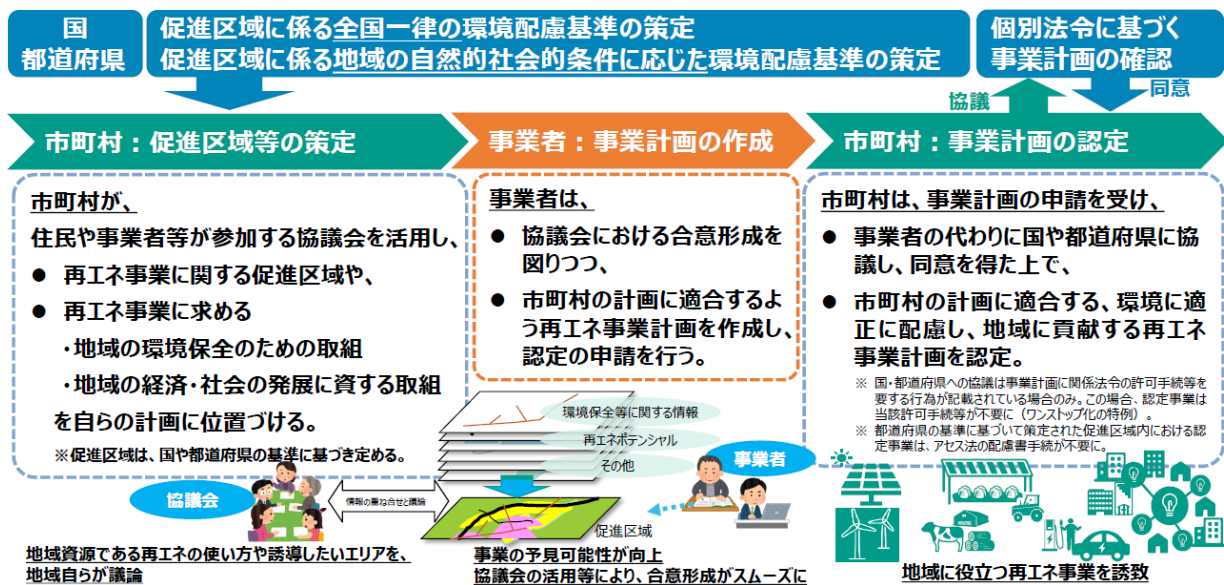 国
都道府県
促進区域に係る全国一律の環境配慮基準の策定
促進区域に係る地域の自然的社会的条件に応じた環境配慮基準の策定
個別法令に基づく
事業計画の確認
協議
同意
市町村：促進区域等の策定
市町村が、
住民や事業者等が参加する協議会を活用し、
● 再エネ事業に関する促進区域や、
● 再エネ事業に求める
・地域の環境保全のための取組
・地域の経済・社会の発展に資する取組
を自らの計画に位置づける。
※促進区域は、国や都道府県の基準に基づき定める。
事業者：事業計画の作成
事業者は、
● 協議会における合意形成を
図りつつ、
● 市町村の計画に適合するよ
う再エネ事業計画を作成し、
認定の申請を行う。
市町村：事業計画の認定
市町村は、事業計画の申請を受け、
● 事業者の代わりに国や都道府県に協
議し、同意を得た上で、
● 市町村の計画に適合する、環境に適
正に配慮し、地域に貢献する再エネ
事業計画を認定。
※ 国・都道府県への協議は事業計画に関係法令の許可手続等を
要する行為が記載されている場合のみ。この場合、認定事業は
当該許可手続等が不要に（ワンストップ化の特例）。
※ 都道府県の基準に基づいて策定された促進区域内における認
定事業は、アセス法の配慮書手続が不要に。
協議会
情報の重ね合せと議論
環境保全等に関する情報
再エネポテンシャル
その他
事業者
促進区域
地域資源である再エネの使い方や誘導したいエリアを、
地域自らが議論
事業の予見可能性が向上
協議会の活用等により、合意形成がスムーズに
地域に役立つ再エネ事業を誘致